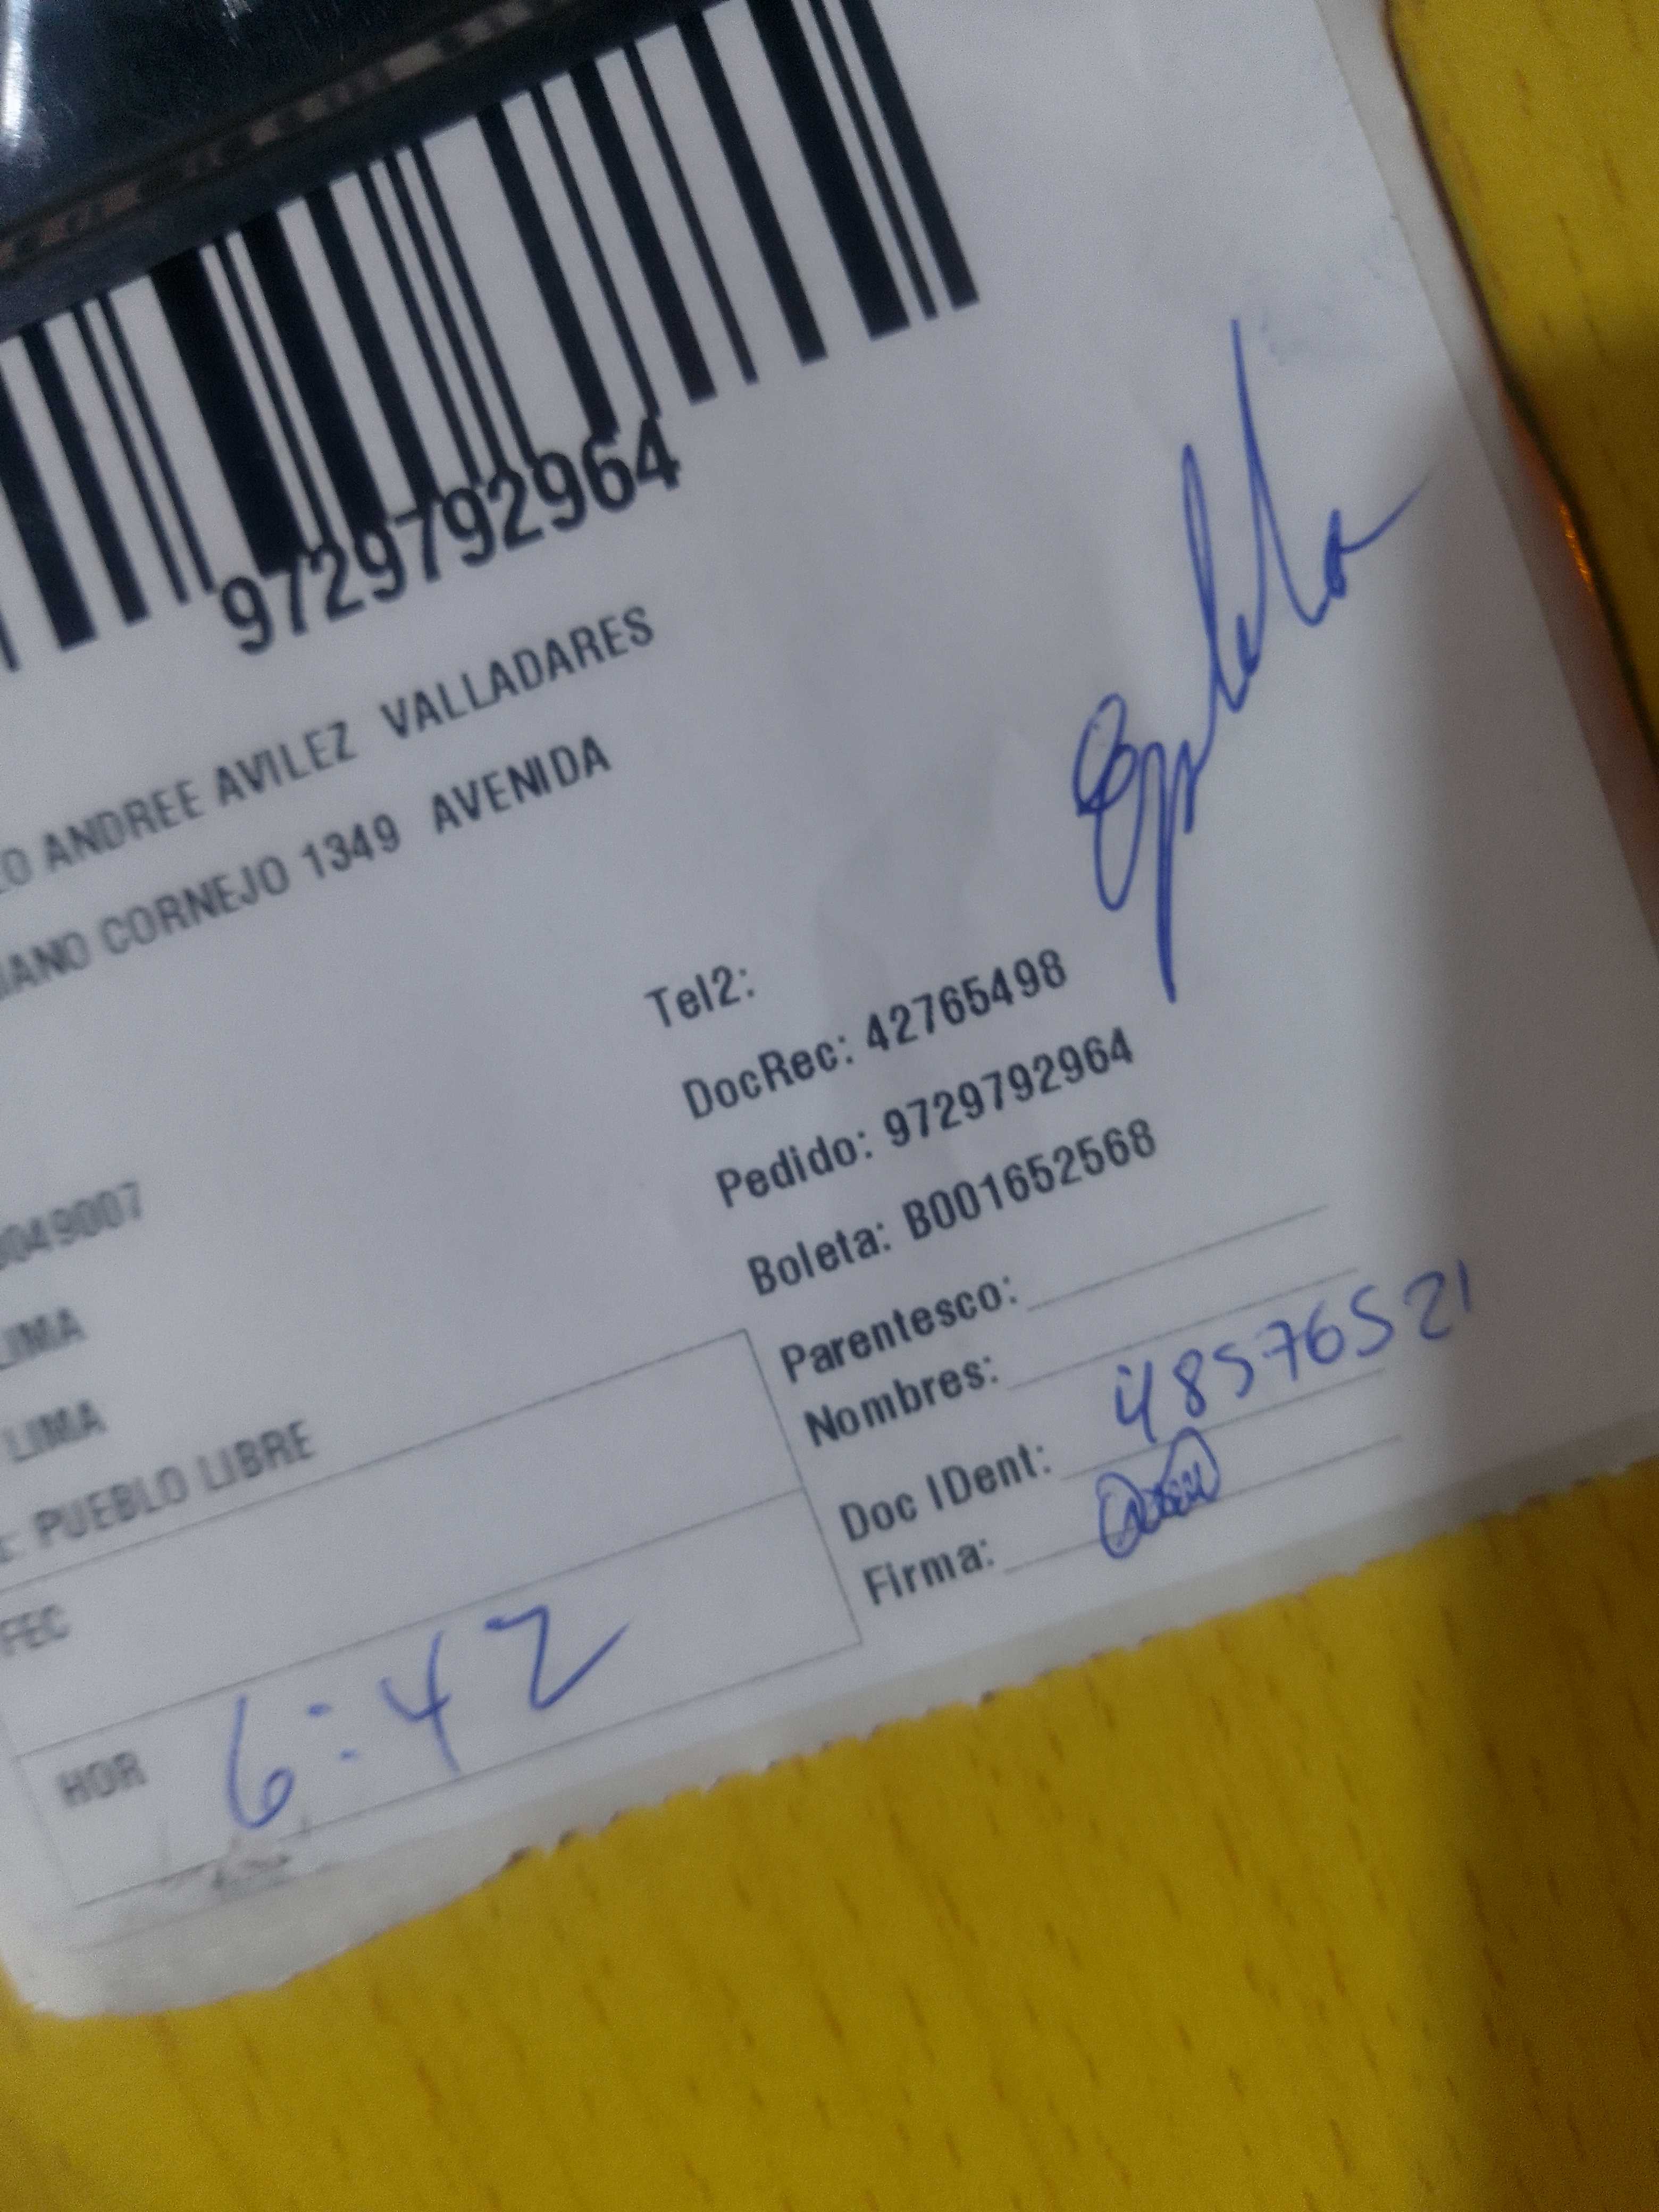 9729792964
ANDREE AVILEZ VALLADARES
CORNEJO 1349 AVENIDA
Tel2:
DocRec: 42765498
Pedido: 9729792964
049007
Boleta: B001652568
LIMA
Parentesco:
LIMA
Nombres:
PUEBLO LIBRE
Doc IDent: 48576521
FEC
Firma:
HOR 6:42